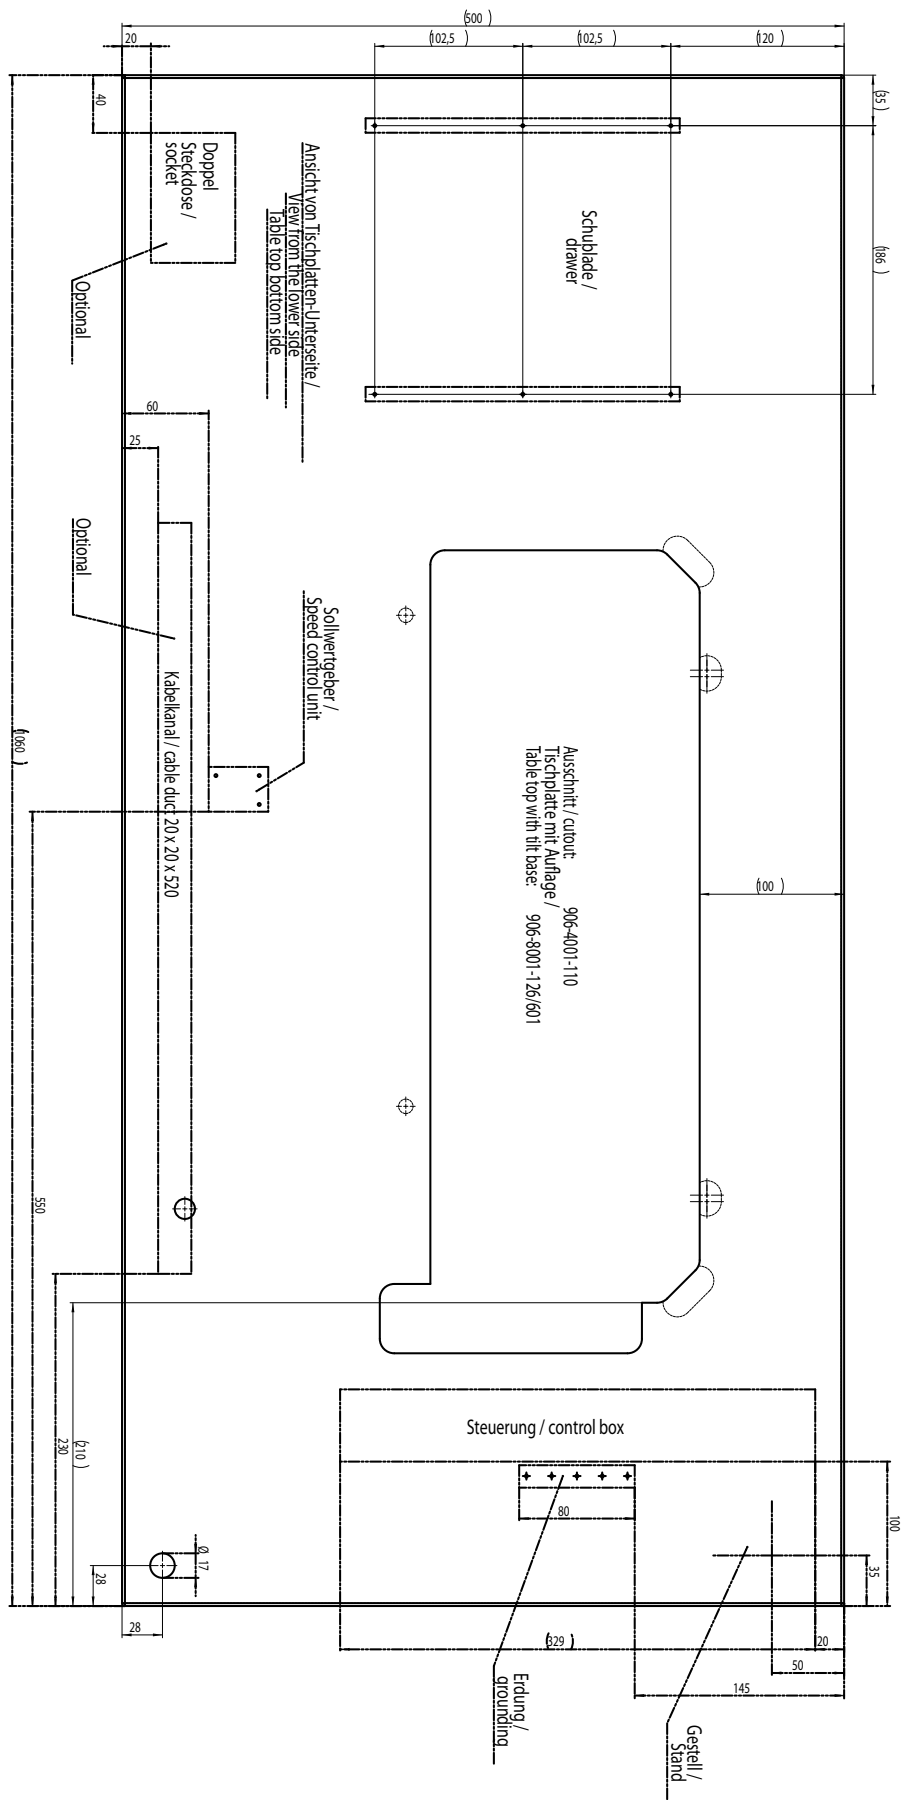 (500)
20
(102,5)
(102,5)
(120)
40
(35)
Doppel
Steckdose /
socket
Ansicht von Tischplatten-Unterseite /
View from the lower side
Table top bottom side
Schublade /
drawer
(186)
Optional
60
25
Optional
Sollwertgeber /
Speed control unit
Kabelkanal / cable duct 20 x 20 x 520
(1060)
Ausschnitt / cutout: 906-4001-110
Tischplatte mit Auflage /
Table top with tilt base: 906-8001-126/601
(100)
550
Steuerung / control box
230
(210)
80
100
Ø 17
28
35
28
(329)
20
50
145
Erdung /
grounding
Gestell /
Stand